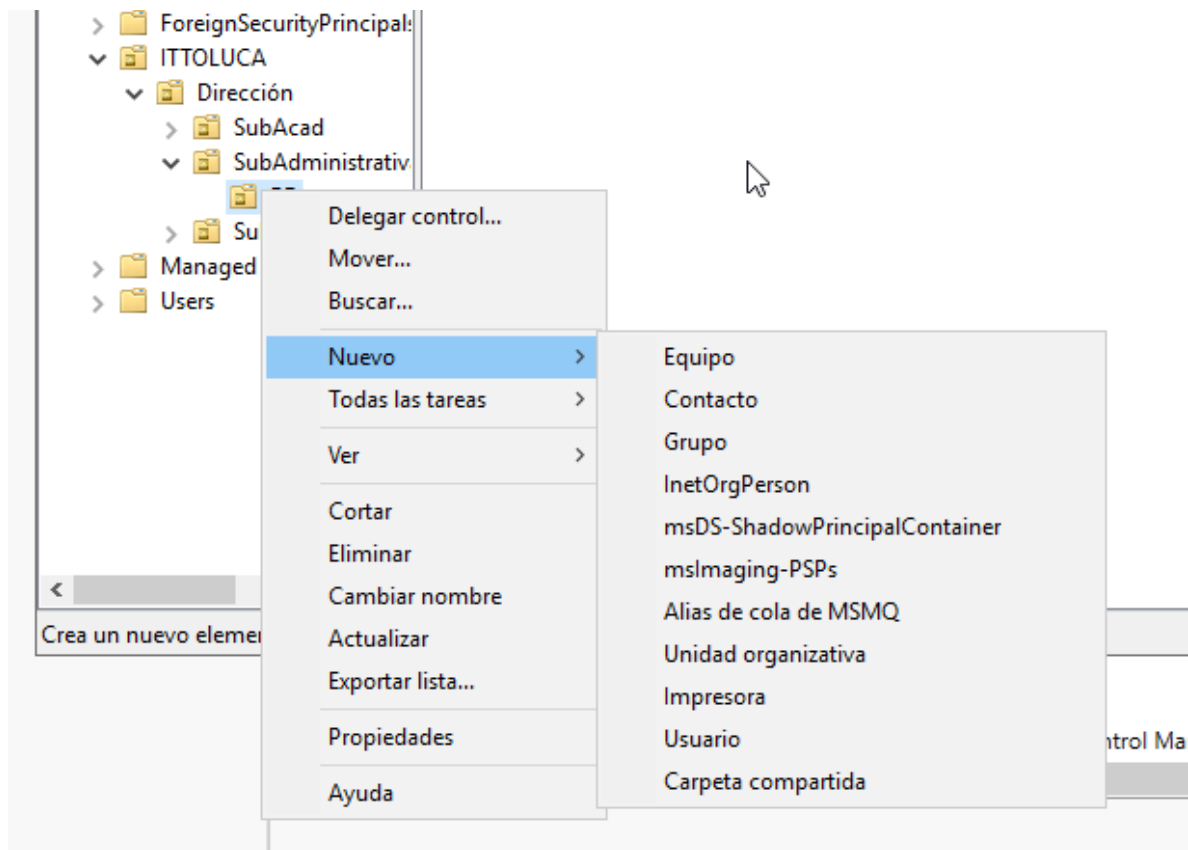 ForeignSecurityPrincipals
ITTOLUCA
Dirección
SubAcad
SubAdministrativ
Su
Managed
Users
Delegar control...
Mover...
Buscar...
Nuevo
Todas las tareas
Ver
Cortar
Eliminar
Cambiar nombre
Actualizar
Exportar lista...
Propiedades
Ayuda
Equipo
Contacto
Grupo
InetOrgPerson
msDS-ShadowPrincipalContainer
msImaging-PSPs
Alias de cola de MSMQ
Unidad organizativa
Impresora
Usuario
Carpeta compartida
Crea un nuevo elemen
ntrol Ma